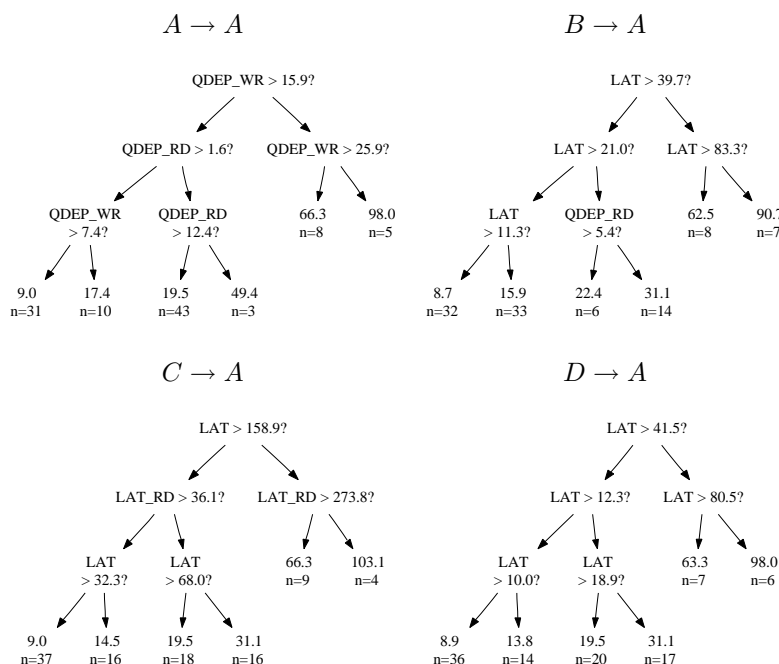 A → A
QDEP_WR > 15.9?
QDEP_RD > 1.6?
QDEP_WR > 25.9?
QDEP_WR
> 7.4?
QDEP_RD
> 12.4?
66.3
n=8
98.0
n=5
9.0
n=31
17.4
n=10
19.5
n=43
49.4
n=3
B → A
LAT > 39.7?
LAT > 21.0?
LAT > 83.3?
LAT
> 11.3?
QDEP_RD
> 5.4?
62.5
n=8
90.7
n=7
8.7
n=32
15.9
n=33
22.4
n=6
31.1
n=14
C → A
LAT > 158.9?
LAT_RD > 36.1?
LAT_RD > 273.8?
LAT
> 32.3?
LAT
> 68.0?
66.3
n=9
103.1
n=4
9.0
n=37
14.5
n=16
19.5
n=18
31.1
n=16
D → A
LAT > 41.5?
LAT > 12.3?
LAT > 80.5?
LAT
> 10.0?
LAT
> 18.9?
63.3
n=7
98.0
n=6
8.9
n=36
13.8
n=14
19.5
n=20
31.1
n=17